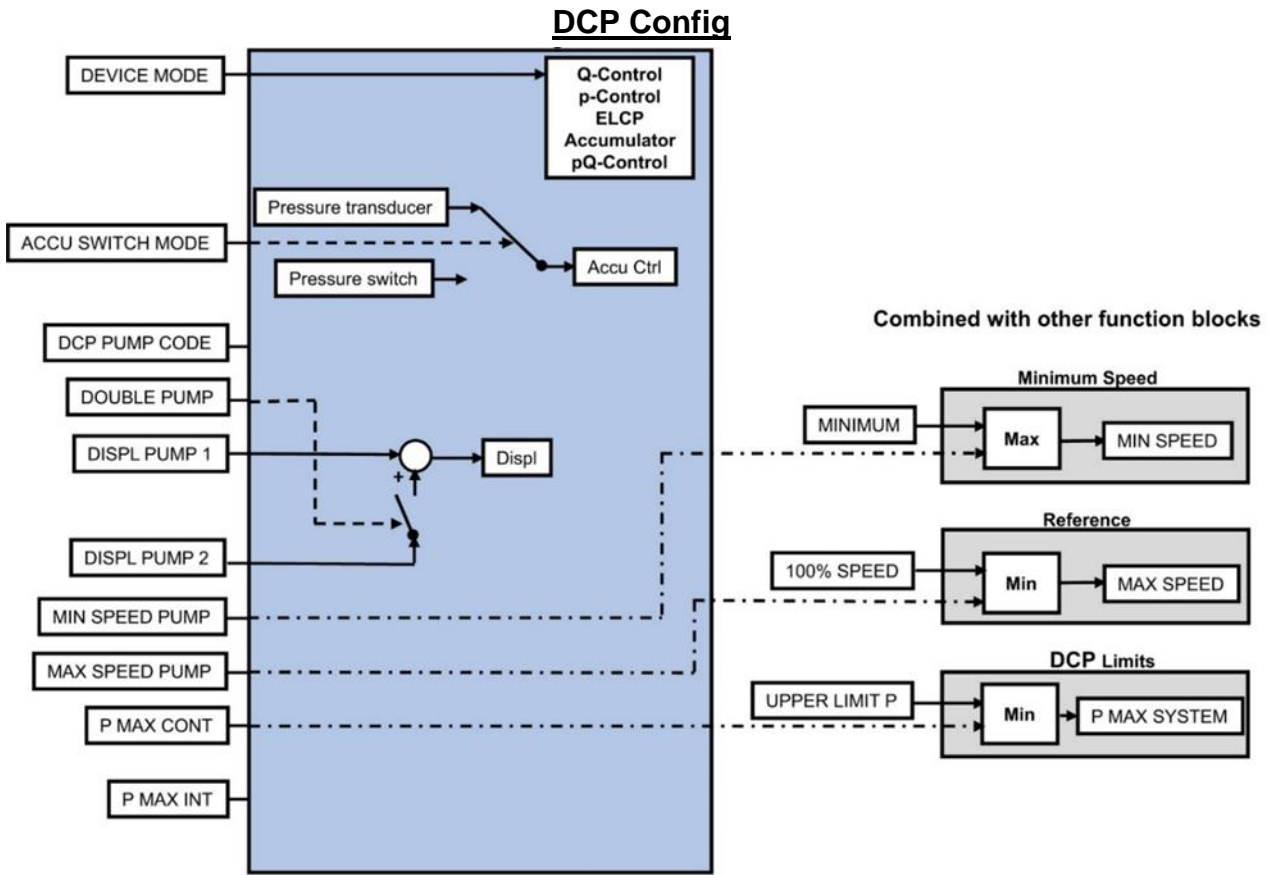 DCP Config
DEVICE MODE
Q-Control
p-Control
ELCP
Accumulator
pQ-Control
Pressure transducer
ACCU SWITCH MODE
Accu Ctrl
Pressure switch
DCP PUMP CODE
DOUBLE PUMP
DISPL PUMP 1
+
Displ
DISPL PUMP 2
MIN SPEED PUMP
MAX SPEED PUMP
P MAX CONT
P MAX INT
Combined with other function blocks
Minimum Speed
MINIMUM
Max
MIN SPEED
Reference
100% SPEED
Min
MAX SPEED
DCP Limits
UPPER LIMIT P
Min
P MAX SYSTEM